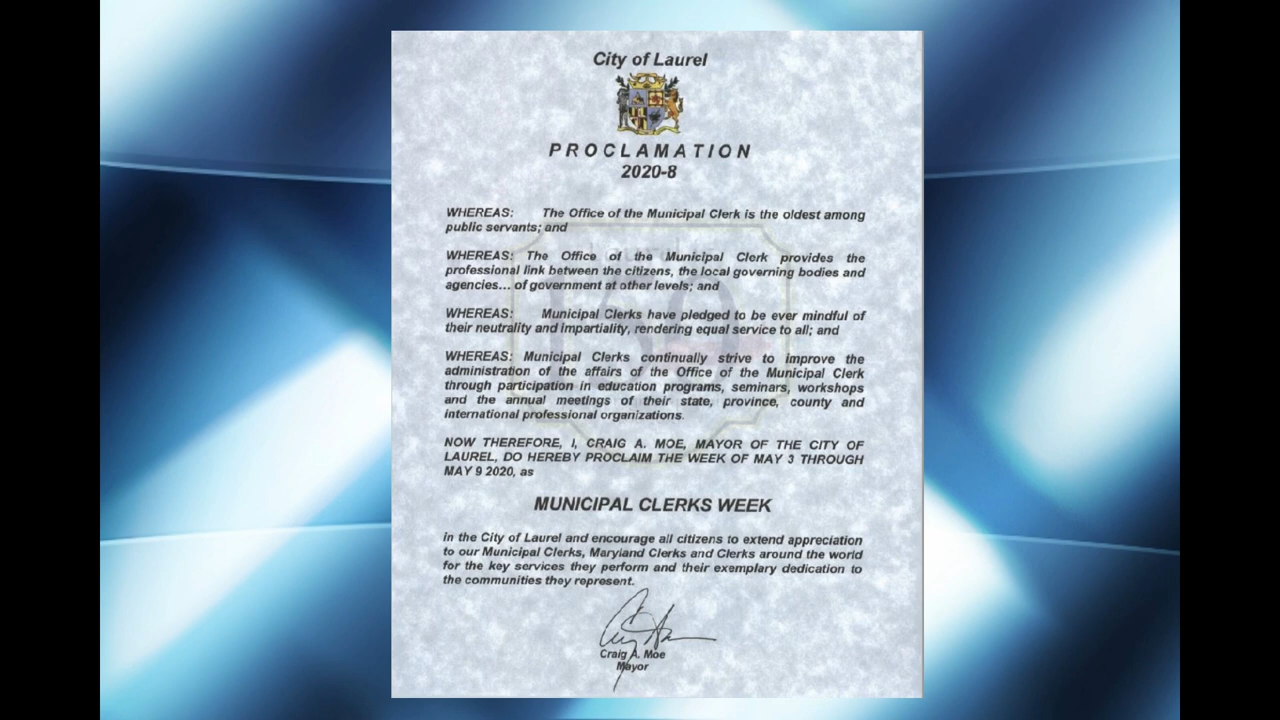 City of Laurel
PROCLAMATION
2020-8
WHEREAS: The Office of the Municipal Clerk is the oldest among
public servants; and
WHEREAS: The Office of the Municipal Clerk provides the
professional link between the citizens, the local governing bodies and
agencies... of government at other levels; and
WHEREAS: Municipal Clerks have pledged to be ever mindful of
their neutrality and impartiality, rendering equal service to all; and
WHEREAS: Municipal Clerks continually strive to improve the
administration of the affairs of the Office of the Municipal Clerk
through participation in education programs, seminars, workshops
and the annual meetings of their state, province, county and
international professional organizations.
NOW THEREFORE, I, CRAIG A. MOE, MAYOR OF THE CITY OF
LAUREL, DO HEREBY PROCLAIM THE WEEK OF MAY 3 THROUGH
MAY 9 2020, as
MUNICIPAL CLERKS WEEK
in the City of Laurel and encourage all citizens to extend appreciation
to our Municipal Clerks, Maryland Clerks and Clerks around the world
for the key services they perform and their exemplary dedication to
the communities they represent.
Craig A. Moe
Mayor